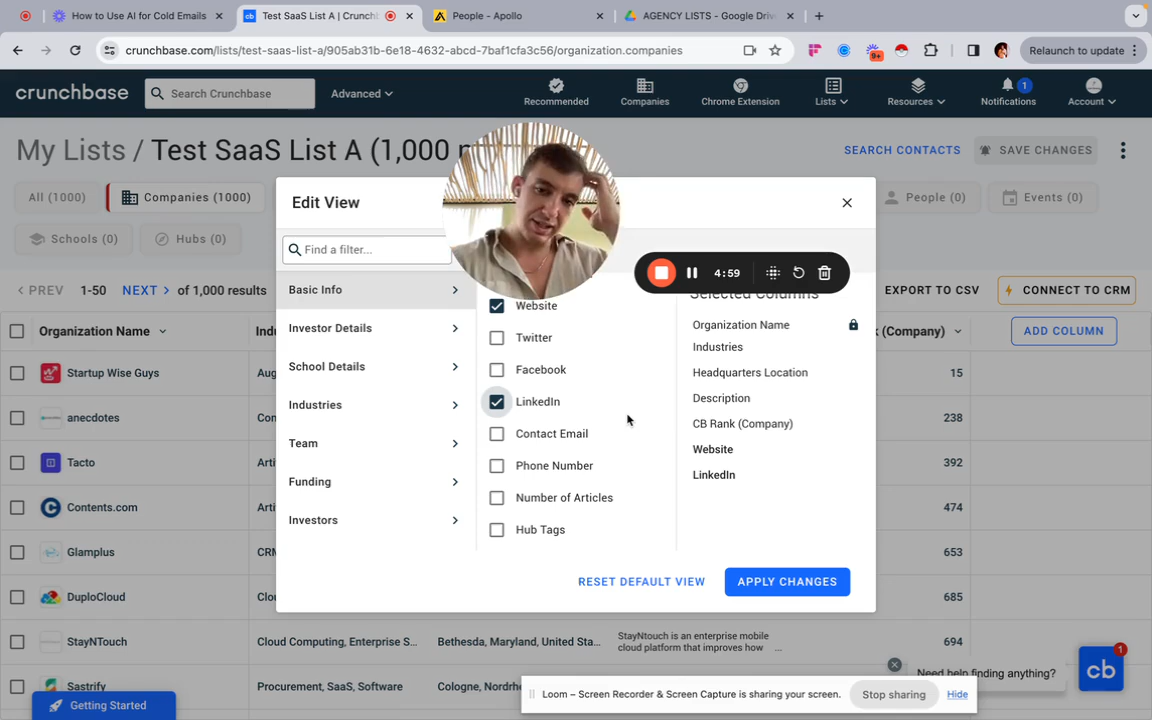 How to Use AI for Cold Emails
Test SaaS List A | Crunchb
People - Apollo
AGENCY LISTS - Google Driv
crunchbase.com/lists/test-saas-list-a/905ab31b-6e18-4632-abcd-7baf1cfa3c56/organization.companies
9+
Relaunch to update
crunchbase
Search Crunchbase
Advanced
Recommended
Companies
Chrome Extension
Lists
Resources
1
Notifications
Account
My Lists / Test SaaS List A (1,000
SEARCH CONTACTS
SAVE CHANGES
All (1000)
Companies (1000)
People (0)
Events (0)
Schools (0)
Hubs (0)
PREV
1-50
NEXT
of 1,000 results
EXPORT TO CSV
CONNECT TO CRM
Organization Name
(Company)
ADD COLUMN
Startup Wise Guys
15
anecdotes
238
Tacto
392
Contents.com
474
Glamplus
653
DuploCloud
685
StayNTouch
Cloud Computing, Enterprise S...
Bethesda, Maryland, United Sta...
StayNtouch is an enterprise mobile
cloud platform that improves how ...
694
Sastrify
Procurement, SaaS, Software
Edit View
Find a filter...
Basic Info
Investor Details
School Details
Industries
Team
Funding
Investors
Website
Twitter
Facebook
LinkedIn
Contact Email
Phone Number
Number of Articles
Hub Tags
4:59
Selected Columns
Organization Name
Industries
Headquarters Location
Description
CB Rank (Company)
Website
LinkedIn
RESET DEFAULT VIEW
APPLY CHANGES
Getting Started
Need help finding anything?
cb
1
Loom – Screen Recorder & Screen Capture is sharing your screen.
Stop sharing
Hide